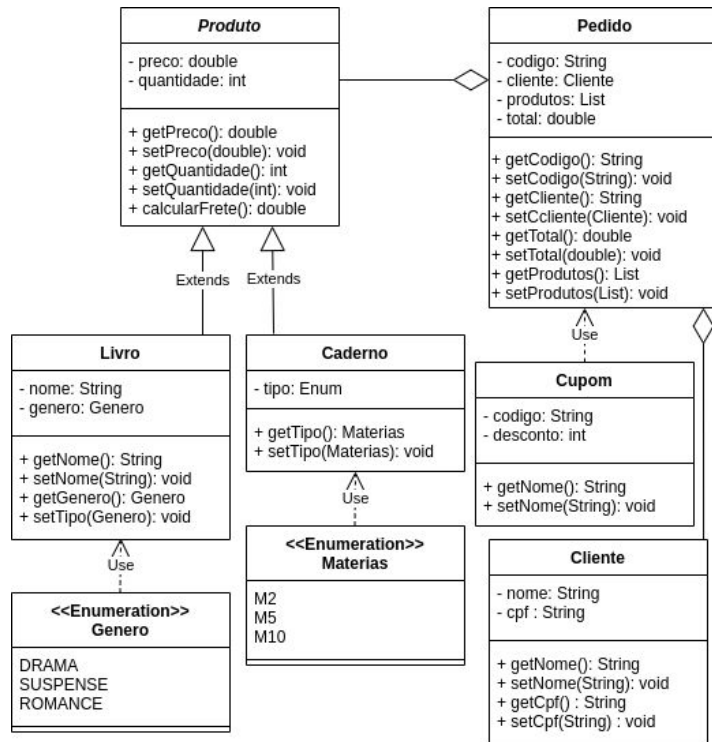 Produto
- preco: double
- quantidade: int
+ getPreco(): double
+ setPreco(double): void
+ getQuantidade(): int
+ setQuantidade(int): void
+ calcularFrete(): double
Pedido
- codigo: String
- cliente: Cliente
- produtos: List
- total: double
+ getCodigo(): String
+ setCodigo(String): void
+ getCliente(): String
+ setCcliente(Cliente): void
+ getTotal(): double
+ setTotal(double): void
+ getProdutos(): List
+ setProdutos(List): void
Extends
Extends
Use
Livro
- nome: String
- genero: Genero
+ getNome(): String
+ setNome(String): void
+ getGenero(): Genero
+ setTipo(Genero): void
Caderno
- tipo: Enum
+ getTipo(): Materias
+ setTipo(Materias): void
Cupom
- codigo: String
- desconto: int
+ getNome(): String
+ setNome(String): void
Use
Use
<<Enumeration>>
Genero
DRAMA
SUSPENSE
ROMANCE
<<Enumeration>>
Materias
M2
M5
M10
Cliente
- nome: String
- cpf : String
+ getNome(): String
+ setNome(String): void
+ getCpf() : String
+ setCpf(String) : void